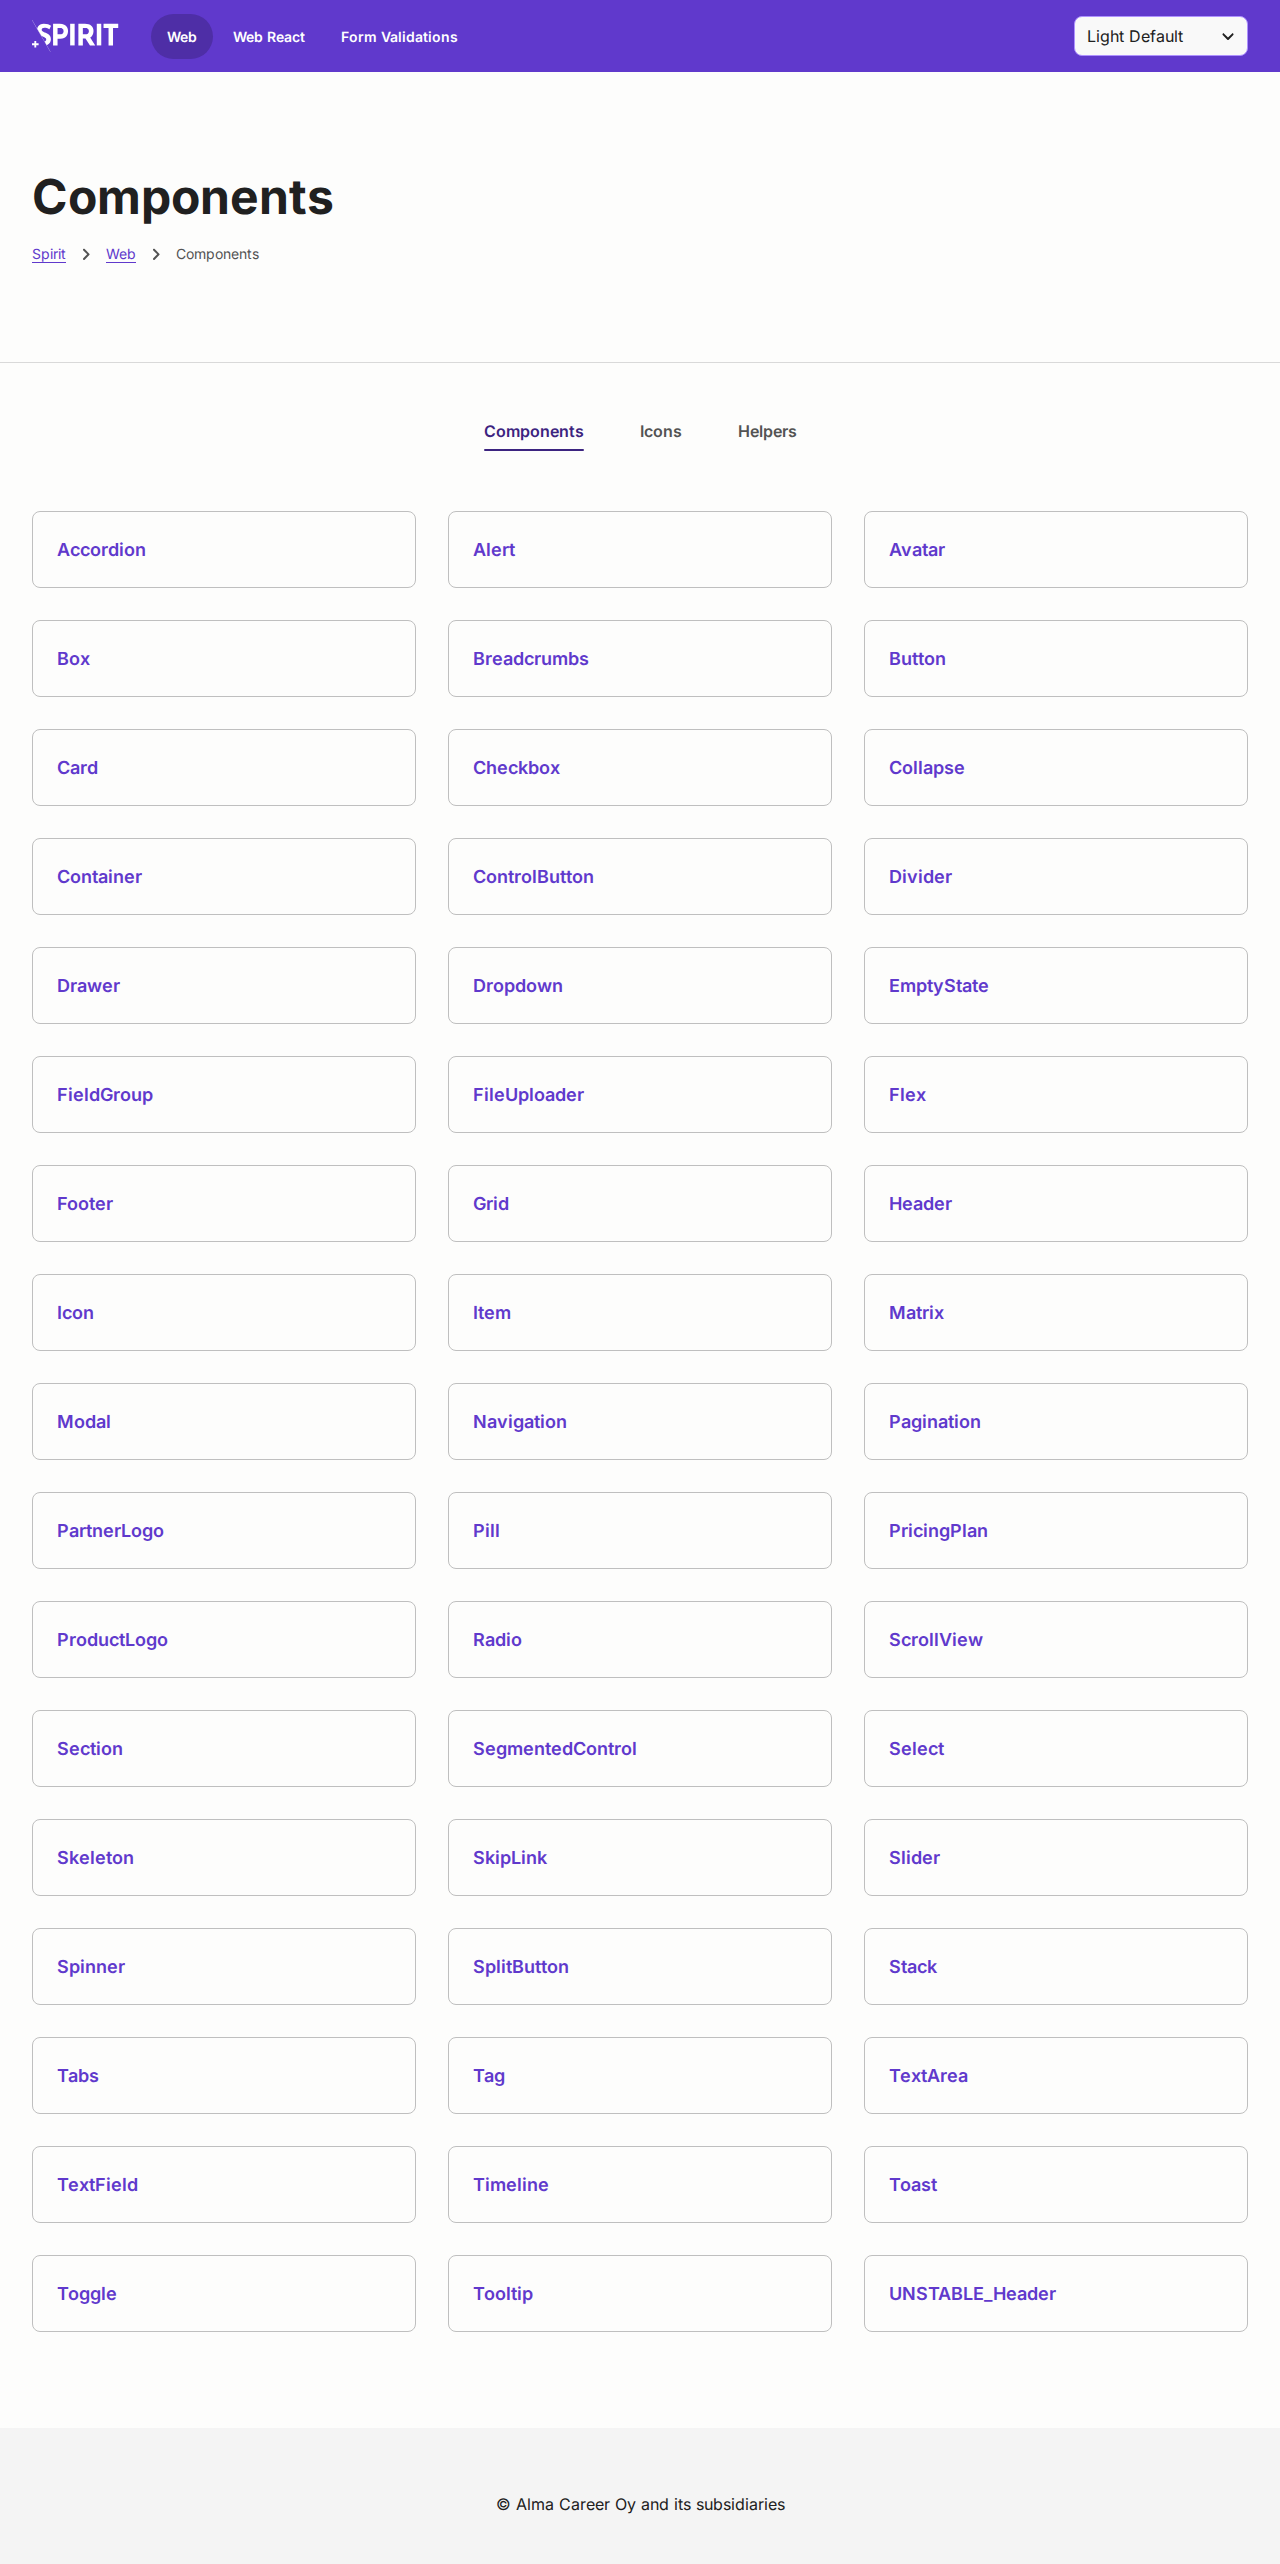 SPIRIT
Web
Web React
Form Validations
Light Default
Components
Spirit
Web
Components
Components
Icons
Helpers
Accordion
Alert
Avatar
Box
Breadcrumbs
Button
Card
Checkbox
Collapse
Container
ControlButton
Divider
Drawer
Dropdown
EmptyState
FieldGroup
FileUploader
Flex
Footer
Grid
Header
Icon
Item
Matrix
Modal
Navigation
Pagination
PartnerLogo
Pill
PricingPlan
ProductLogo
Radio
ScrollView
Section
SegmentedControl
Select
Skeleton
SkipLink
Slider
Spinner
SplitButton
Stack
Tabs
Tag
TextArea
TextField
Timeline
Toast
Toggle
Tooltip
UNSTABLE_Header
© Alma Career Oy and its subsidiaries